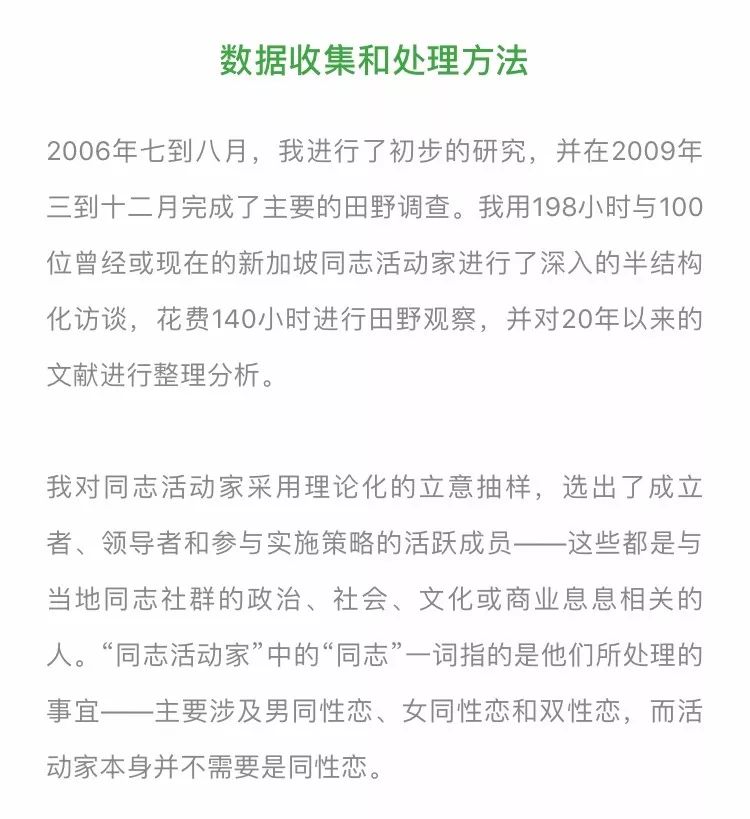 数据收集和处理方法
2006年七到八月，我进行了初步的研究，并在2009年
三到十二月完成了主要的田野调查。我用198小时与100
位曾经或现在的新加坡同志活动家进行了深入的半结构
化访谈，花费140小时进行田野观察，并对20年以来的
文献进行整理分析。
我对同志活动家采用理论化的立意抽样，选出了成立
者、领导者和参与实施策略的活跃成员——这些都是与
当地同志社群的政治、社会、文化或商业息息相关的
人。“同志活动家”中的“同志”一词指的是他们所处理的
事宜——主要涉及男同性恋、女同性恋和双性恋，而活
动家本身并不需要是同性恋。